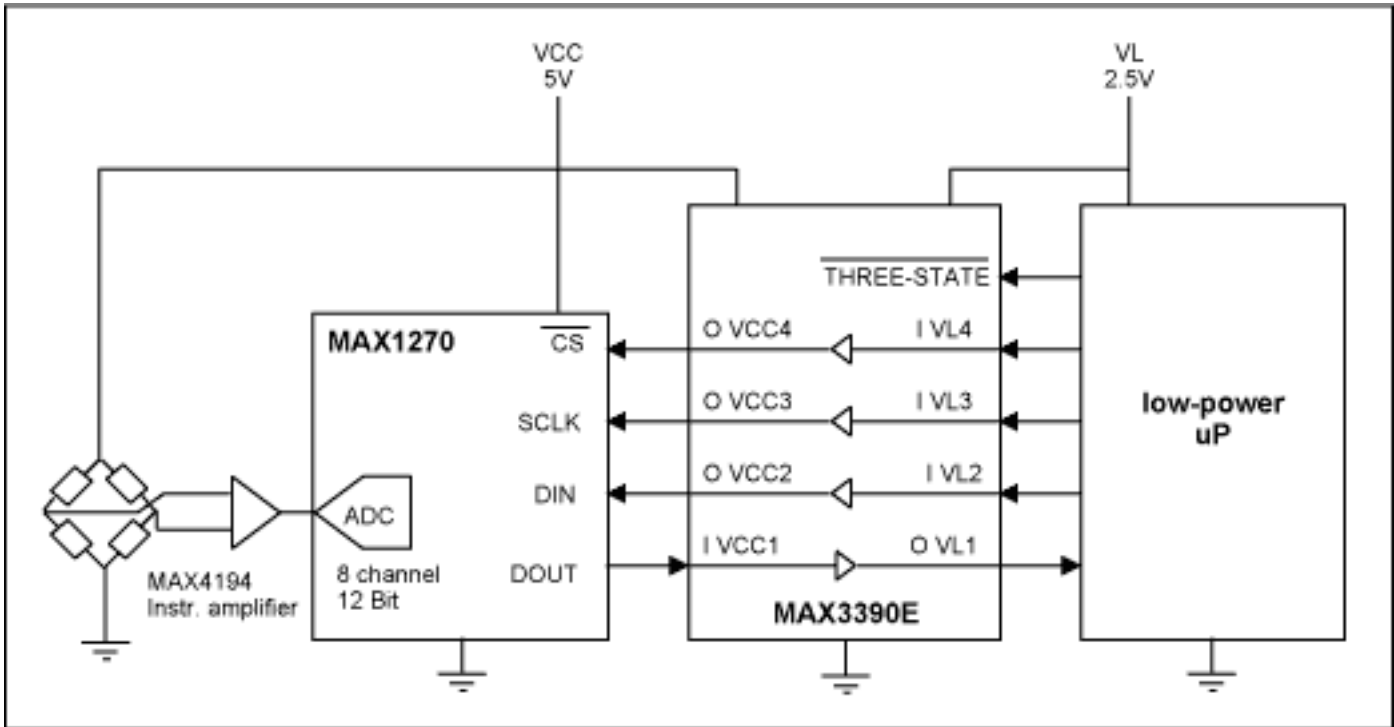 VCC
5V
VL
2.5V
THREE-STATE
MAX1270
CS
O VCC4
I VL4
SCLK
O VCC3
I VL3
low-power
uP
DIN
O VCC2
I VL2
ADC
DOUT
I VCC1
O VL1
8 channel
12 Bit
MAX4194
Instr. amplifier
MAX3390E